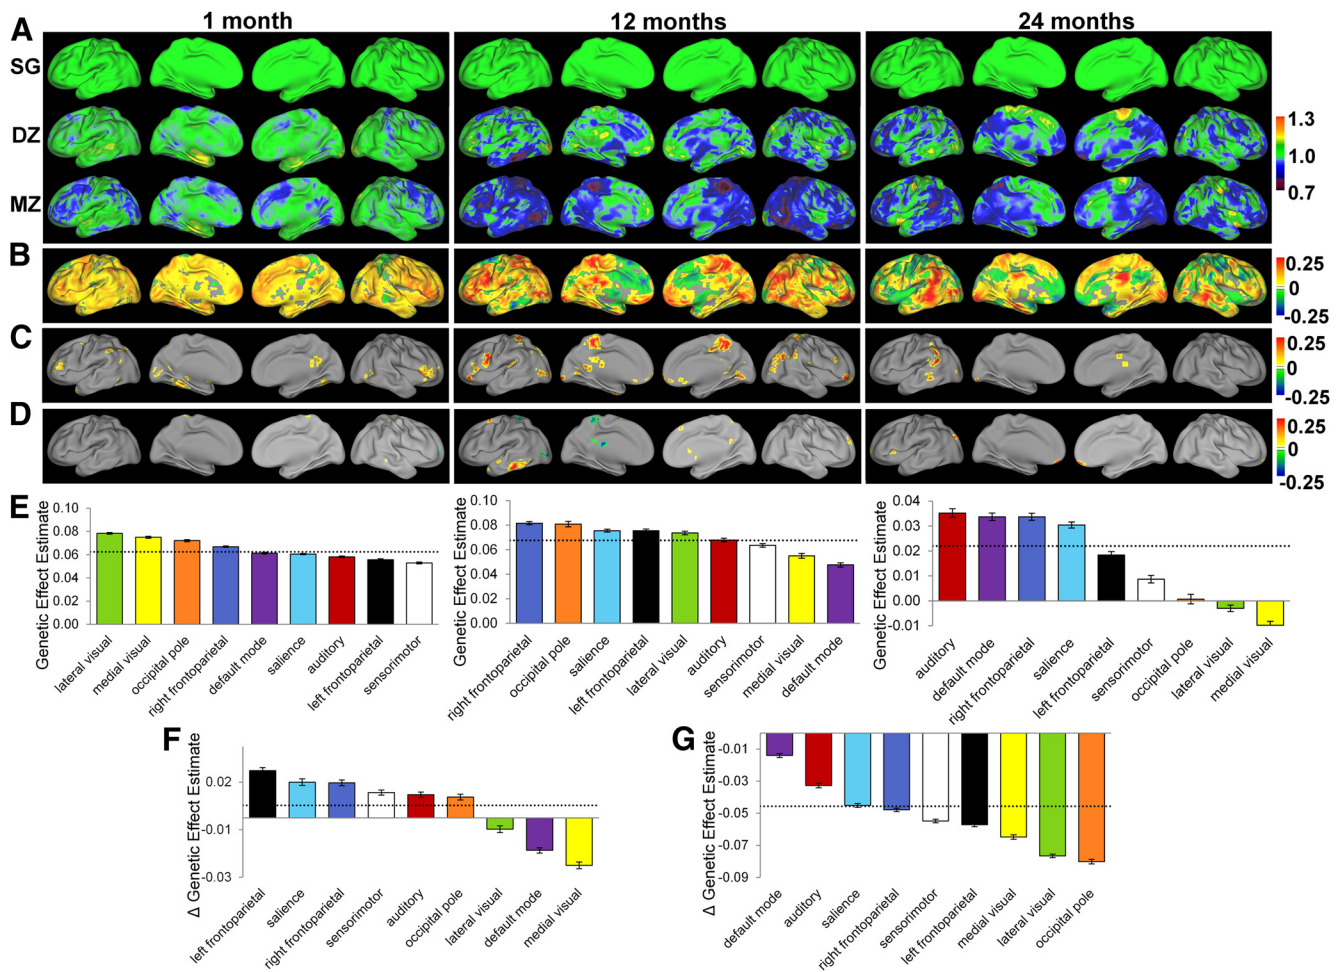 1 month 12 months 24 months
A
SG
DZ
MZ
1.3
1.0
0.7
B
0.25
0
-0.25
C
0.25
0
-0.25
D
0.25
0
-0.25
E
Genetic Effect Estimate
0.10
0.08
0.06
0.04
0.02
0.00
lateral visual
medial visual
occipital pole
right frontoparietal
default mode
salience
auditory
left frontoparietal
sensorimotor
Genetic Effect Estimate
0.10
0.08
0.06
0.04
0.02
0.00
right frontoparietal
occipital pole
salience
left frontoparietal
lateral visual
auditory
sensorimotor
medial visual
default mode
Genetic Effect Estimate
0.04
0.03
0.02
0.01
0.00
-0.01
auditory
default mode
right frontoparietal
salience
left frontoparietal
sensorimotor
occipital pole
lateral visual
medial visual
F
Δ Genetic Effect Estimate
0.02
-0.01
-0.03
left frontoparietal
salience
right frontoparietal
sensorimotor
auditory
occipital pole
lateral visual
default mode
medial visual
G
Δ Genetic Effect Estimate
-0.01
-0.03
-0.05
-0.07
-0.09
default mode
auditory
salience
right frontoparietal
sensorimotor
left frontoparietal
medial visual
lateral visual
occipital pole